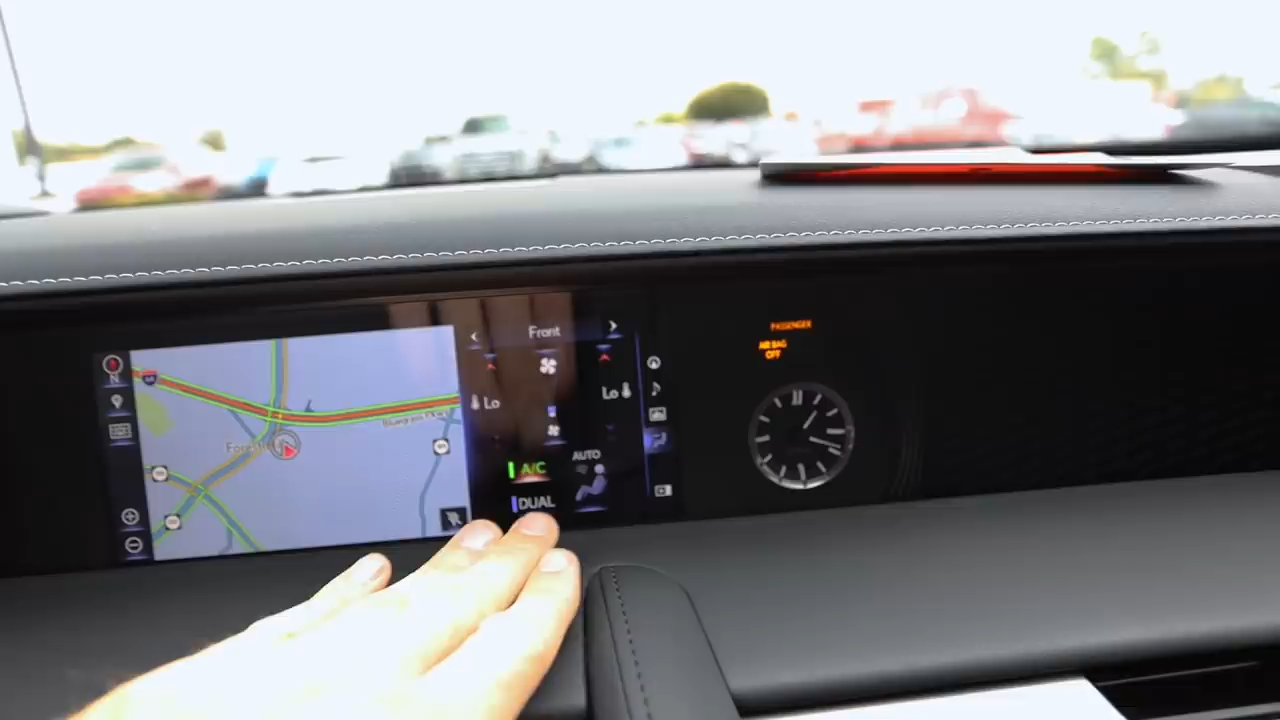 Front
PASSENGER
AIR BAG
OFF
N
Lo
Lo
A/C
AUTO
DUAL